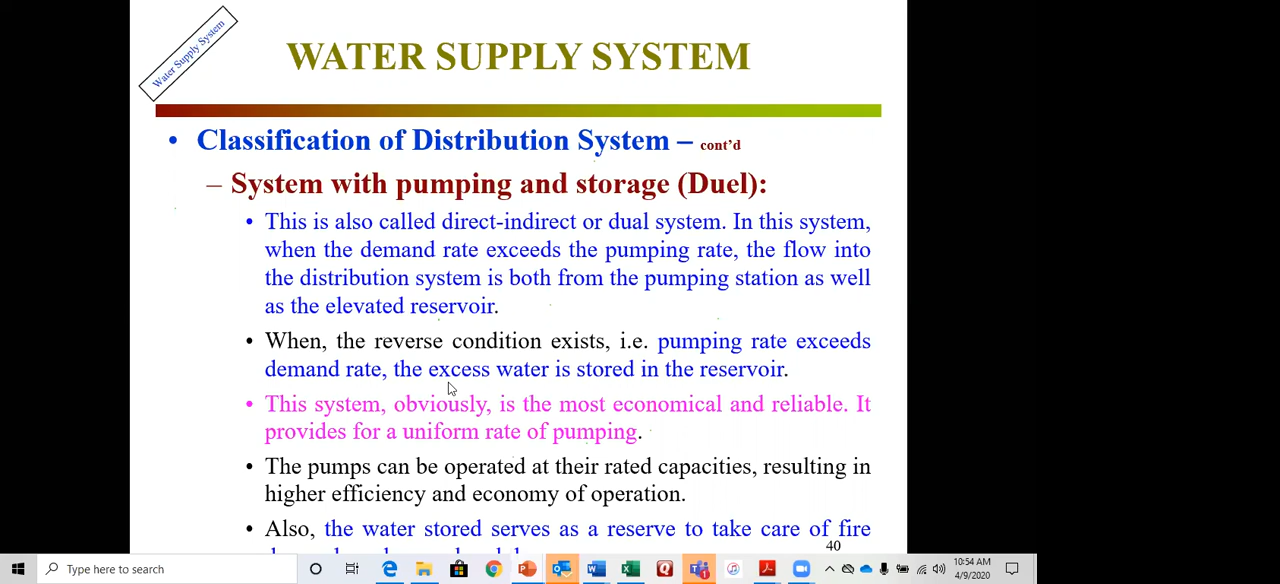 Water Supply System
WATER SUPPLY SYSTEM
• Classification of Distribution System – cont’d
– System with pumping and storage (Duel):
• This is also called direct-indirect or dual system. In this system,
when the demand rate exceeds the pumping rate, the flow into
the distribution system is both from the pumping station as well
as the elevated reservoir.
• When, the reverse condition exists, i.e. pumping rate exceeds
demand rate, the excess water is stored in the reservoir.
• This system, obviously, is the most economical and reliable. It
provides for a uniform rate of pumping.
• The pumps can be operated at their rated capacities, resulting in
higher efficiency and economy of operation.
• Also, the water stored serves as a reserve to take care of fire
40
Type here to search
10:54 AM
4/9/2020